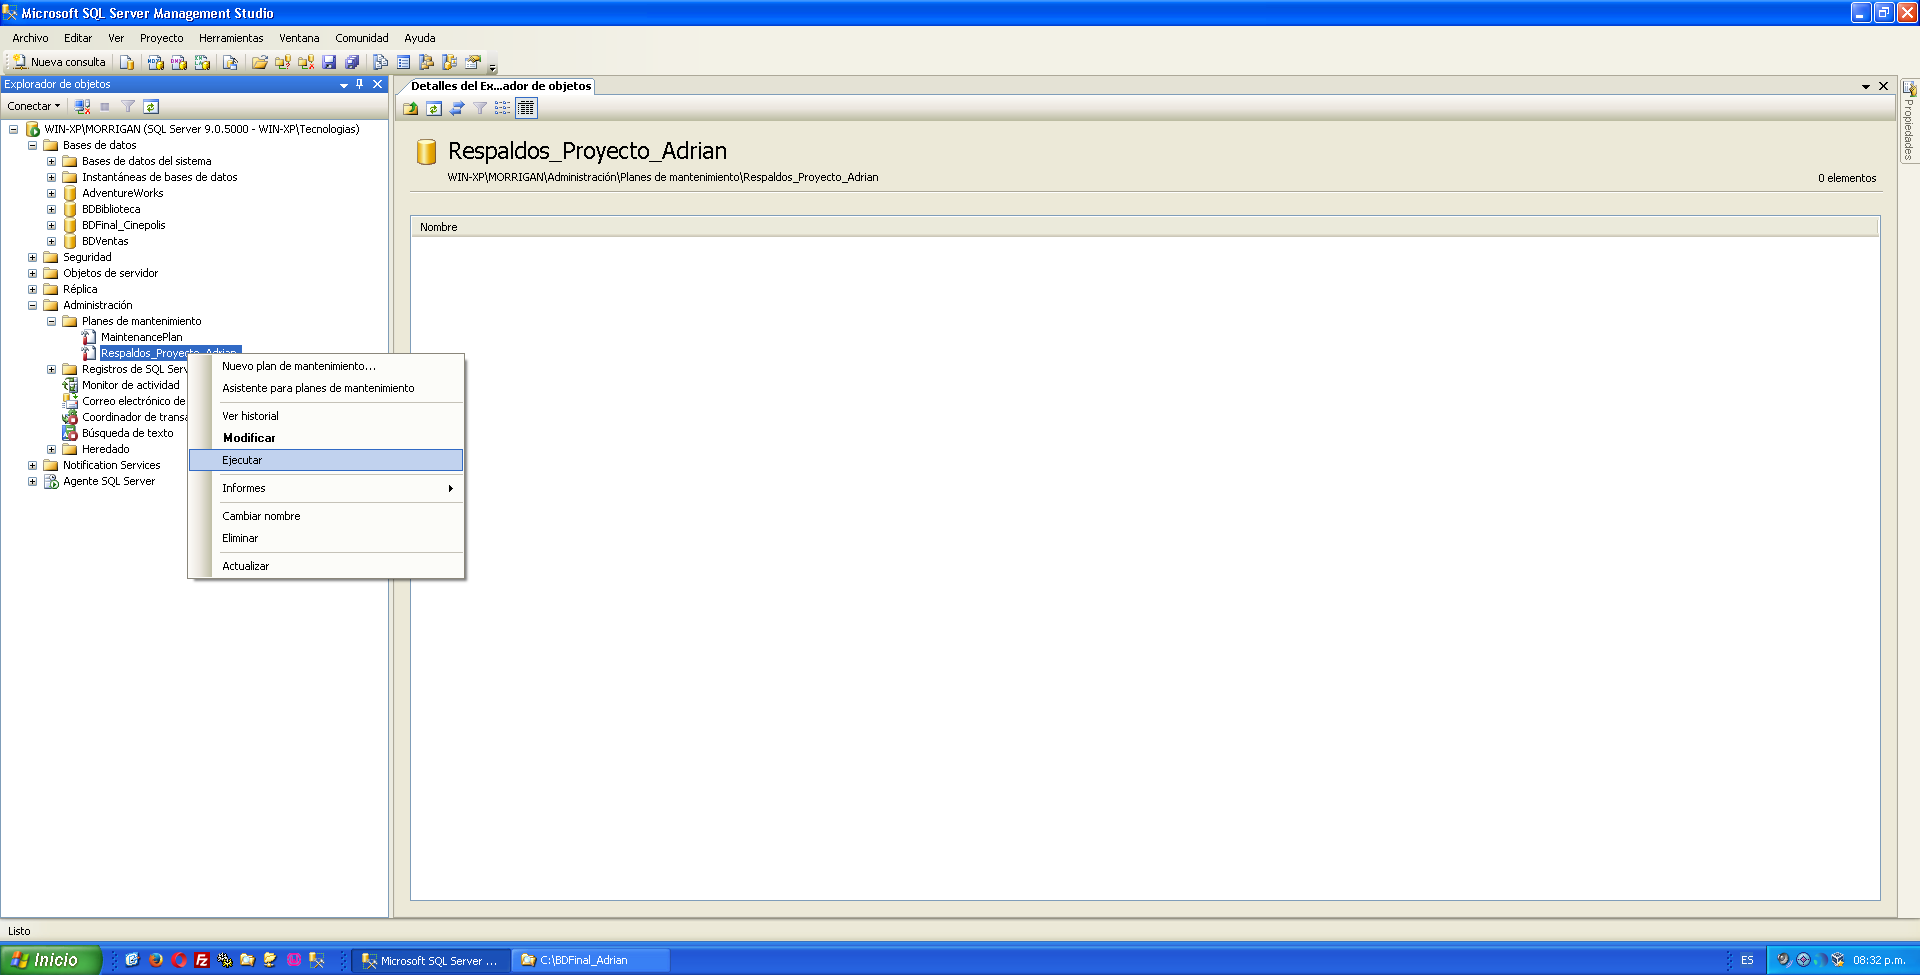 Microsoft SQL Server Management Studio
Archivo Editar Ver Proyecto Herramientas Ventana Comunidad Ayuda
Nueva consulta
Explorador de objetos
Conectar
WIN-XP\MORRIGAN (SQL Server 9.0.5000 - WIN-XP\Tecnologias)
Bases de datos
Bases de datos del sistema
Instantáneas de bases de datos
AdventureWorks
BDBiblioteca
BDFinal_Cinepolis
BDVentas
Seguridad
Objetos de servidor
Réplica
Administración
Planes de mantenimiento
MaintenancePlan
Respaldos_Proyecto_Adrian
Registros de SQL Serv
Monitor de actividad
Correo electrónico de
Coordinador de transa
Búsqueda de texto
Heredado
Notification Services
Agente SQL Server
Nuevo plan de mantenimiento...
Asistente para planes de mantenimiento
Ver historial
Modificar
Ejecutar
Informes
Cambiar nombre
Eliminar
Actualizar
Detalles del Ex...ador de objetos
Respaldos_Proyecto_Adrian
WIN-XP\MORRIGAN\Administración\Planes de mantenimiento\Respaldos_Proyecto_Adrian
0 elementos
Nombre
Propiedades
Listo
Inicio
Microsoft SQL Server ...
C:\BDFinal_Adrian
ES
08:32 p.m.